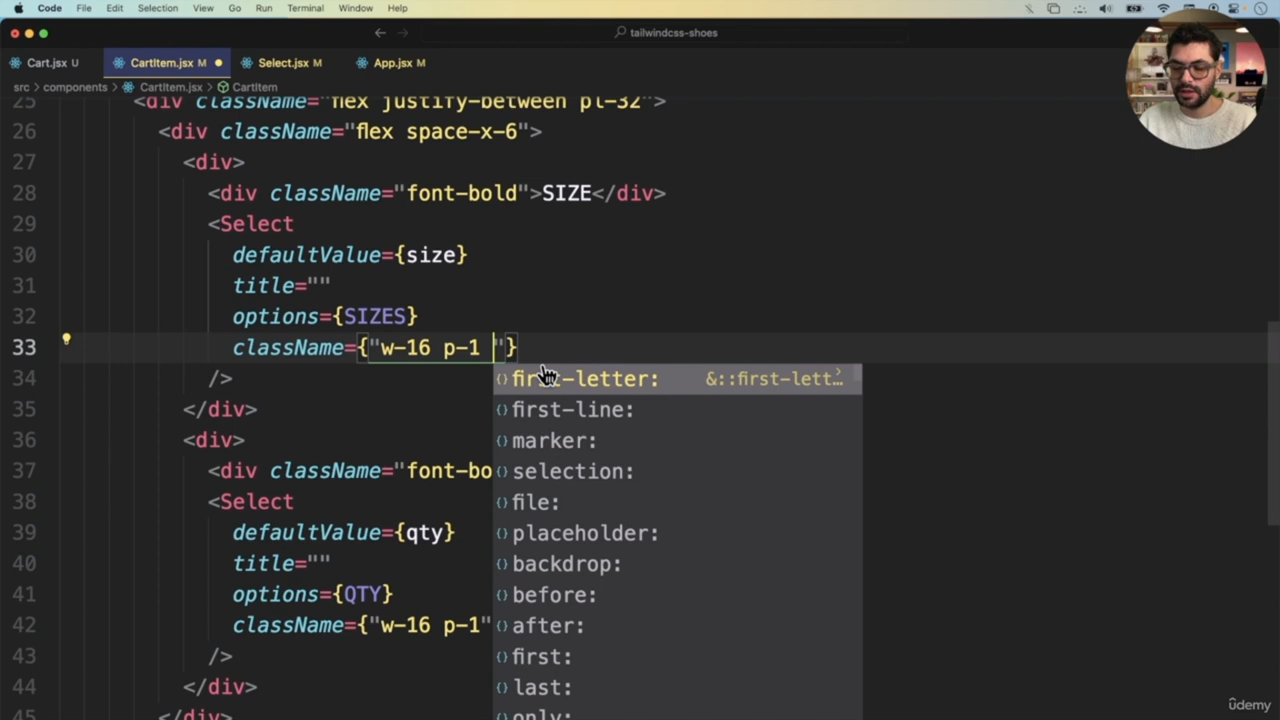 Code File Edit Selection View Go Run Terminal Window Help
tailwindcss-shoes
Cart.jsx U CartItem.jsx M Select.jsx M App.jsx M
src > components > CartItem.jsx > CartItem
25 <div className="flex justify-between pl-32">
26 <div className="flex space-x-6">
27 <div>
28 <div className="font-bold">SIZE</div>
29 <Select
30 defaultValue={size}
31 title=""
32 options={SIZES}
33 className={"w-16 p-1 "}
34 />
first-letter: &::first-lett…
35 </div>
first-line:
36 <div>
marker:
37 <div className="font-bo
selection:
38 <Select
file:
39 defaultValue={qty}
placeholder:
40 title=""
backdrop:
41 options={QTY}
before:
42 className={"w-16 p-1"
after:
43 />
first:
44 </div>
last:
45 </div>
only:
ûdemy